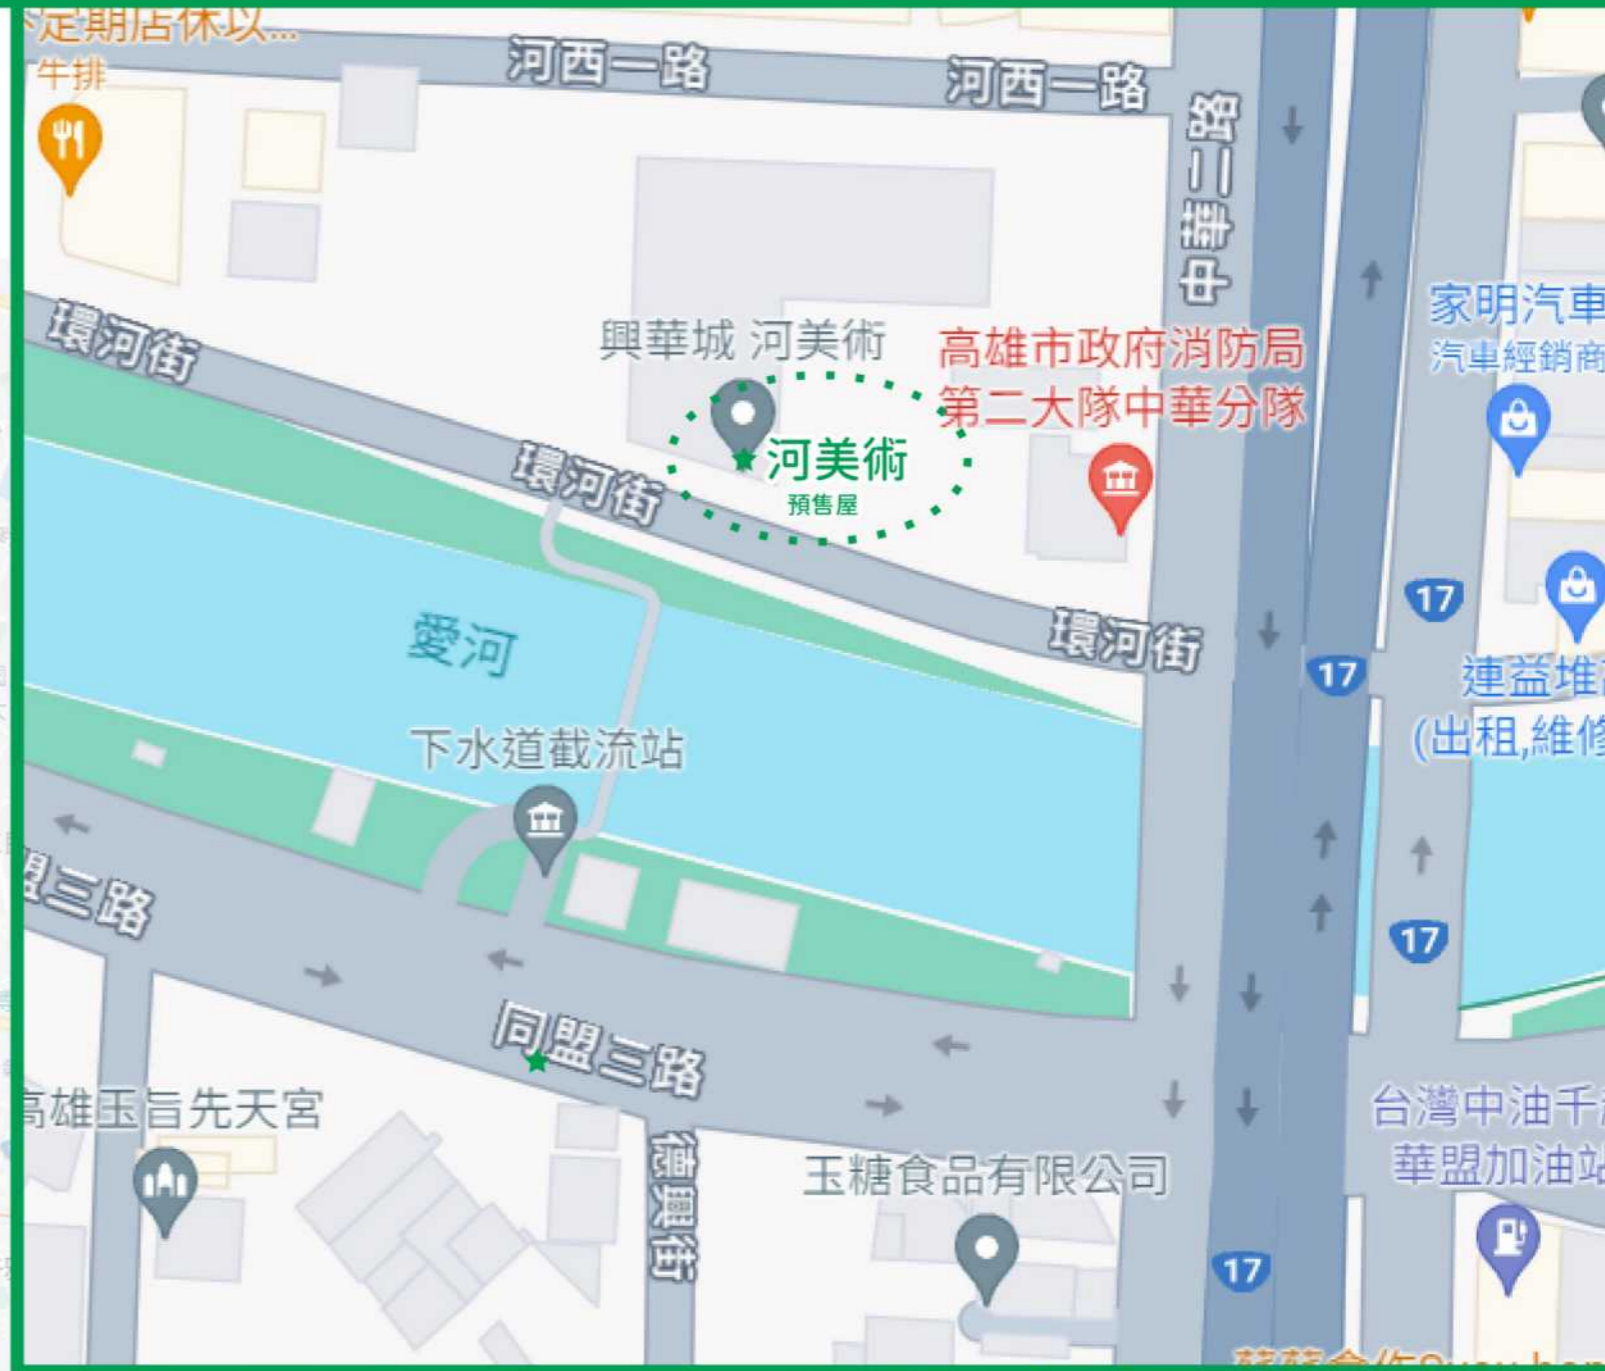 定期店休以...
牛排
河西一路
河西一路
中華二路
環河街
興華城 河美術
高雄市政府消防局
第二大隊中華分隊
家明汽車
汽車經銷商
河美術
預售屋
環河街
環河街
17
17
愛河
連益堆
(出租,維修
下水道截流站
盟三路
17
同盟三路
高雄玉旨先天宮
德興街
玉糖食品有限公司
台灣中油千
華盟加油站
17